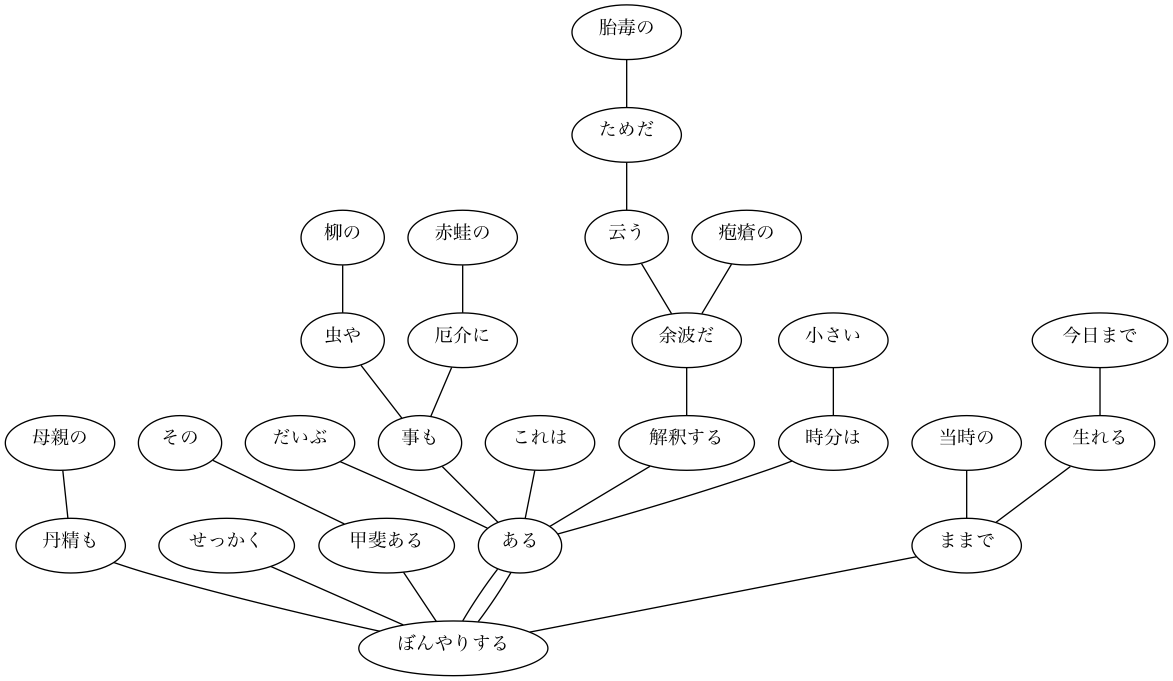 胎毒の
ためだ
柳の 赤蛙の 云う 疱瘡の
虫や 厄介に 余波だ 小さい 今日まで
母親の その だいぶ 事も これは 解釈する 時分は 当時の 生れる
丹精も せっかく 甲斐ある ある ままで
ぼんやりする